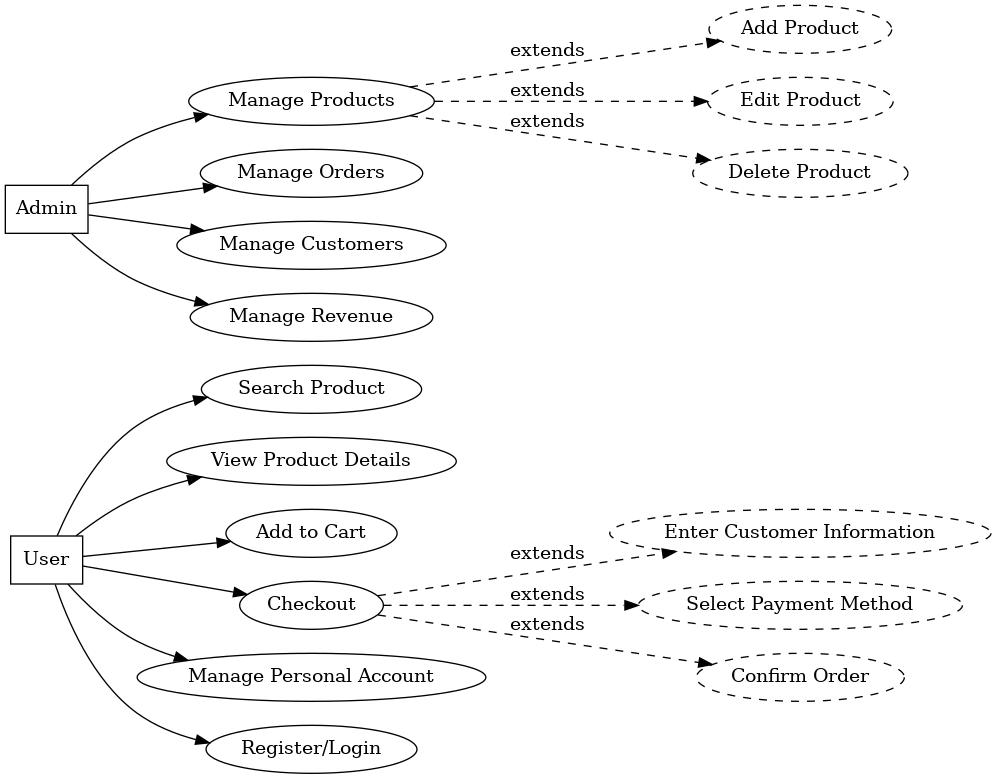 Add Product
extends
Manage Products
extends
Edit Product
extends
Manage Orders
Delete Product
Admin
Manage Customers
Manage Revenue
Search Product
View Product Details
Add to Cart
Enter Customer Information
extends
User
Checkout
extends
Select Payment Method
extends
Manage Personal Account
Confirm Order
Register/Login